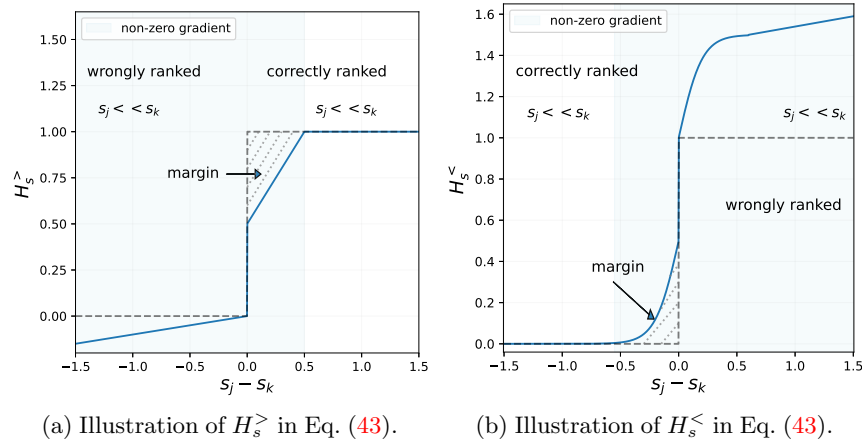 non-zero gradient
wrongly ranked
correctly ranked
s_j << s_k
s_j << s_k
margin
H_s^>
1.50
1.25
1.00
0.75
0.50
0.25
0.00
−1.5 −1.0 −0.5 0.0 0.5 1.0 1.5
s_j − s_k
(a) Illustration of H_s^> in Eq. (43).
non-zero gradient
correctly ranked
s_j << s_k
s_j << s_k
wrongly ranked
margin
H_s^<
1.6
1.4
1.2
1.0
0.8
0.6
0.4
0.2
0.0
−1.5 −1.0 −0.5 0.0 0.5 1.0 1.5
s_j − s_k
(b) Illustration of H_s^< in Eq. (43).